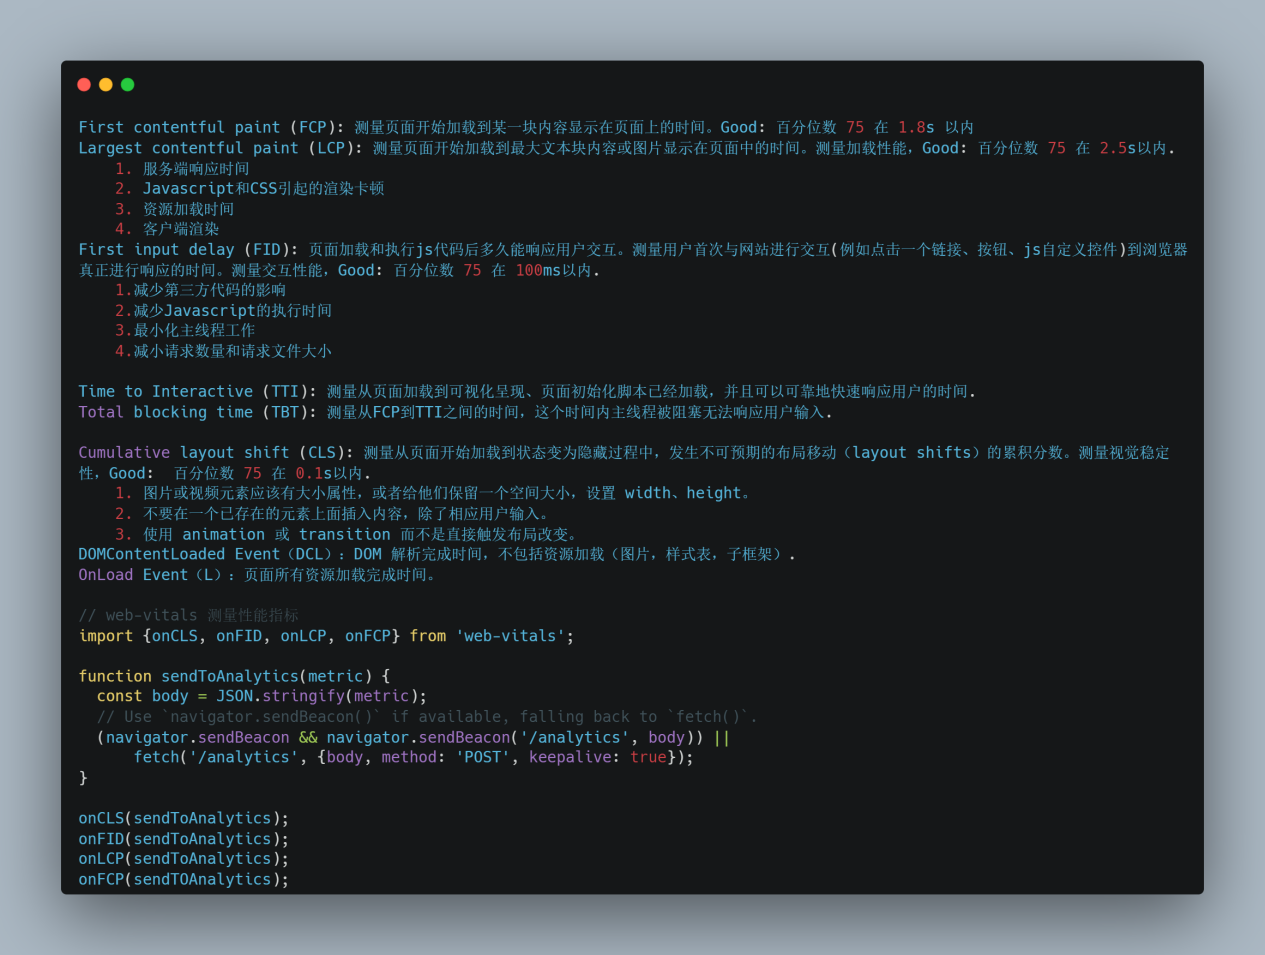 First contentful paint (FCP): 测量页面开始加载到某一块内容显示在页面上的时间。Good: 百分位数 75 在 1.8s 以内
Largest contentful paint (LCP): 测量页面开始加载到最大文本块内容或图片显示在页面中的时间。测量加载性能，Good: 百分位数 75 在 2.5s以内.
    1. 服务端响应时间
    2. Javascript和CSS引起的渲染卡顿
    3. 资源加载时间
    4. 客户端渲染
First input delay (FID): 页面加载和执行js代码后多久能响应用户交互。测量用户首次与网站进行交互(例如点击一个链接、按钮、js自定义控件)到浏览器
真正进行响应的时间。测量交互性能，Good: 百分位数 75 在 100ms以内.
    1.减少第三方代码的影响
    2.减少Javascript的执行时间
    3.最小化主线程工作
    4.减小请求数量和请求文件大小
Time to Interactive (TTI): 测量从页面加载到可视化呈现、页面初始化脚本已经加载，并且可以可靠地快速响应用户的时间.
Total blocking time (TBT): 测量从FCP到TTI之间的时间，这个时间内主线程被阻塞无法响应用户输入.
Cumulative layout shift (CLS): 测量从页面开始加载到状态变为隐藏过程中，发生不可预期的布局移动（layout shifts）的累积分数。测量视觉稳定
性，Good:  百分位数 75 在 0.1s以内.
    1. 图片或视频元素应该有大小属性，或者给他们保留一个空间大小，设置 width、height。
    2. 不要在一个已存在的元素上面插入内容，除了相应用户输入。
    3. 使用 animation 或 transition 而不是直接触发布局改变。
DOMContentLoaded Event（DCL）：DOM 解析完成时间，不包括资源加载（图片，样式表，子框架）.
OnLoad Event（L）：页面所有资源加载完成时间。
// web-vitals 测量性能指标
import {onCLS, onFID, onLCP, onFCP} from 'web-vitals';
function sendToAnalytics(metric) {
  const body = JSON.stringify(metric);
  // Use `navigator.sendBeacon()` if available, falling back to `fetch()`.
  (navigator.sendBeacon && navigator.sendBeacon('/analytics', body)) ||
      fetch('/analytics', {body, method: 'POST', keepalive: true});
}
onCLS(sendToAnalytics);
onFID(sendToAnalytics);
onLCP(sendToAnalytics);
onFCP(sendTOAnalytics);